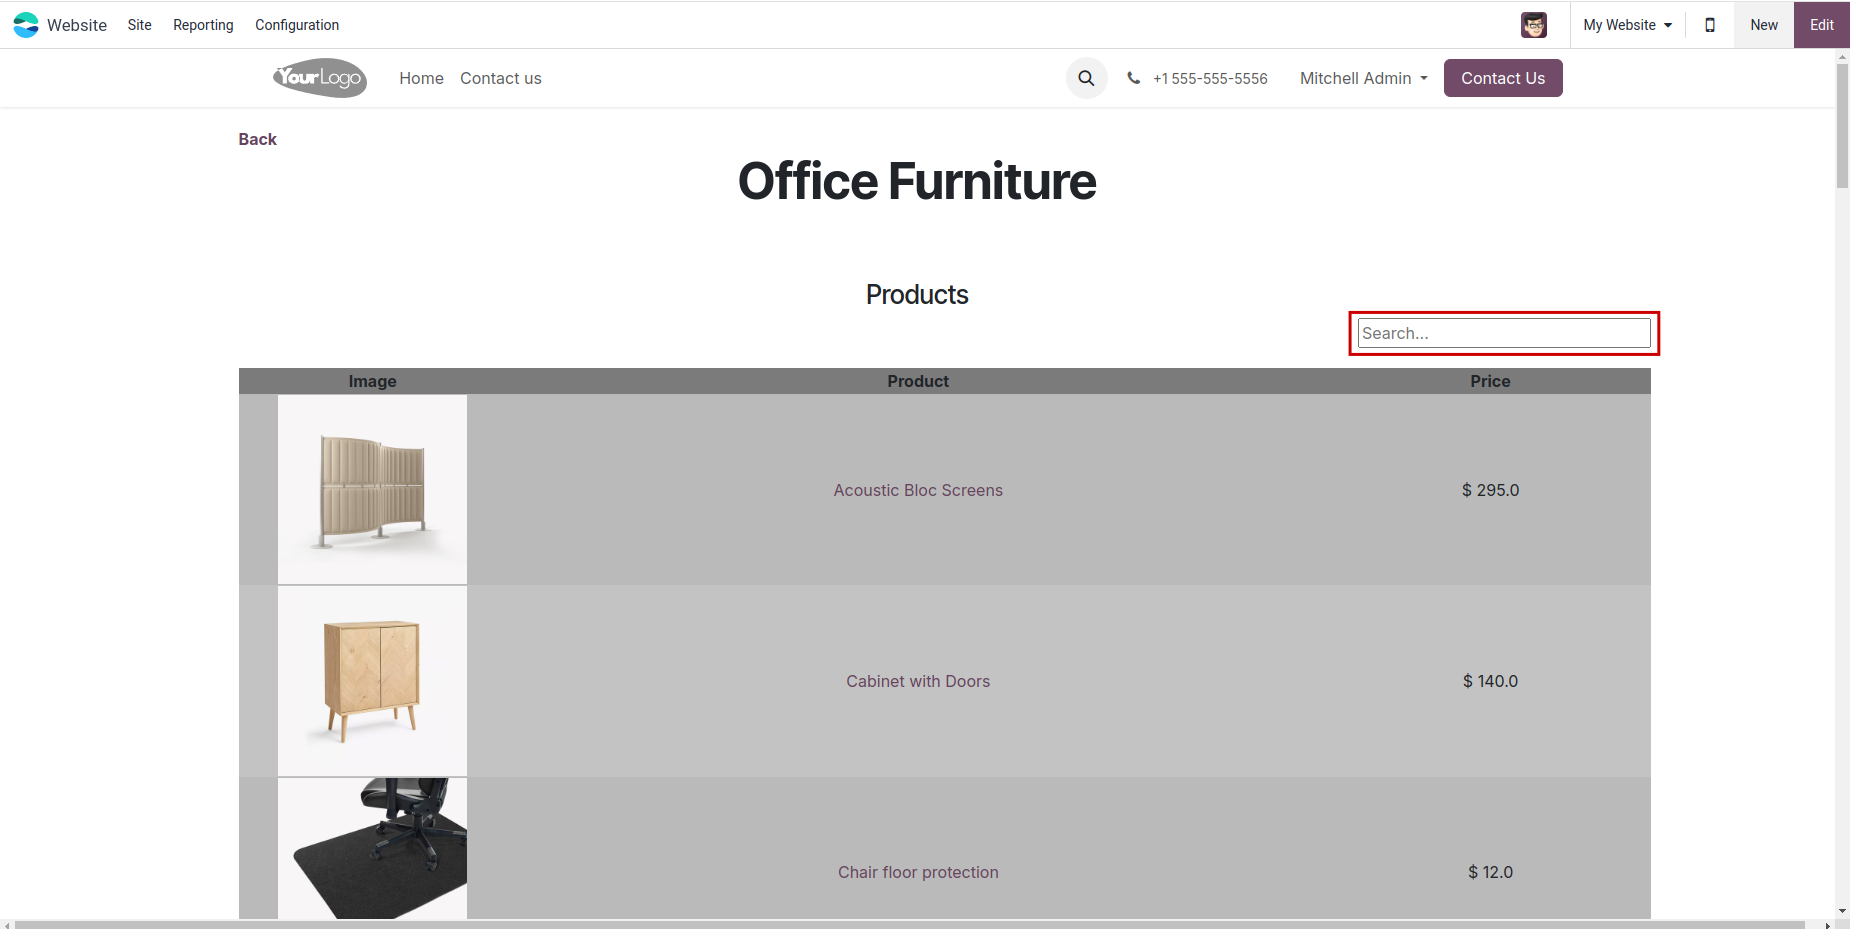 Website Site Reporting Configuration My Website New Edit
YourLogo Home Contact us +1 555-555-5556 Mitchell Admin Contact Us
Back
Office Furniture
Products
Search...
Image Product Price
Acoustic Bloc Screens $ 295.0
Cabinet with Doors $ 140.0
Chair floor protection $ 12.0